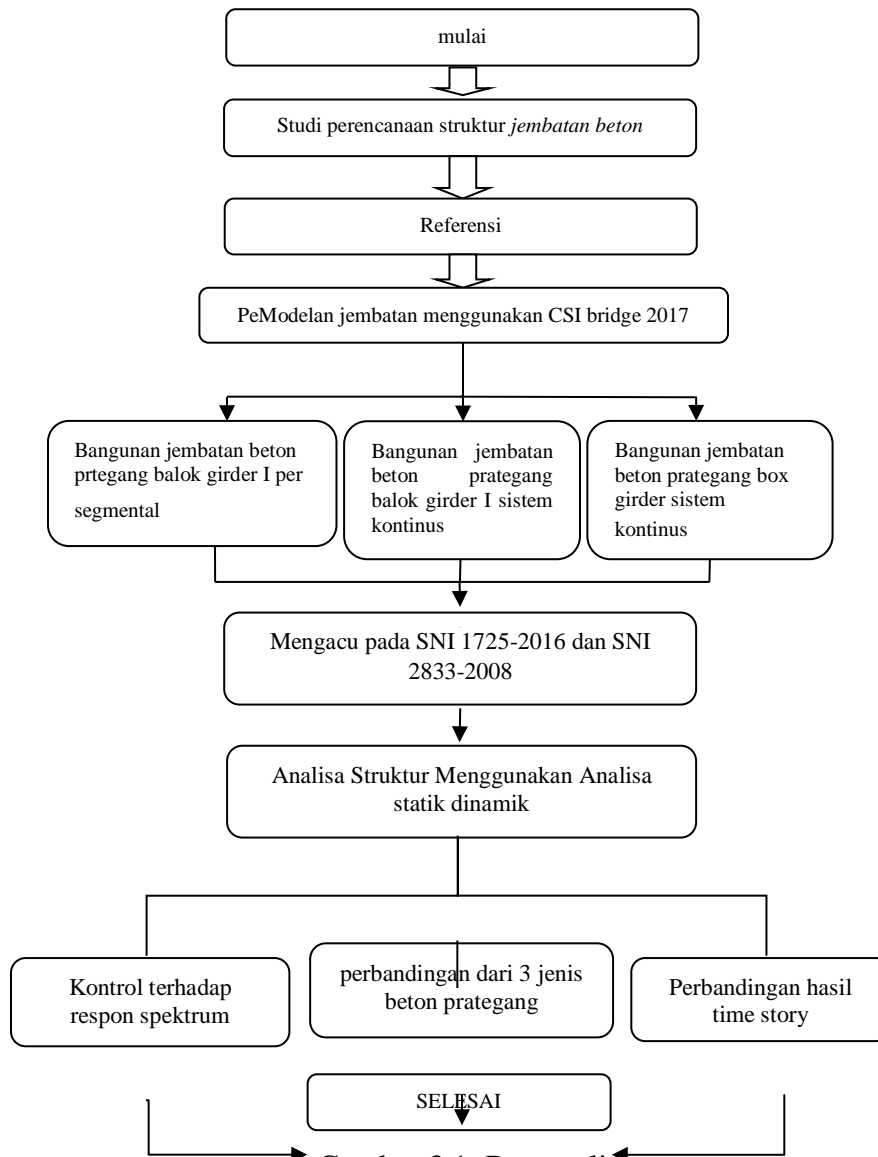 mulai
Studi perencanaan struktur jembatan beton
Referensi
PeModelan jembatan menggunakan CSI bridge 2017
Bangunan jembatan beton
prtegang balok girder I per
segmental
Bangunan jembatan
beton prategang
balok girder I sistem
kontinus
Bangunan jembatan
beton prategang box
girder sistem
kontinus
Mengacu pada SNI 1725-2016 dan SNI
2833-2008
Analisa Struktur Menggunakan Analisa
statik dinamik
Kontrol terhadap
respon spektrum
perbandingan dari 3 jenis
beton prategang
Perbandingan hasil
time story
SELESAI